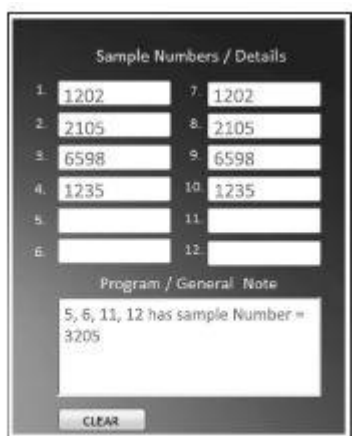 Sample Numbers / Details
1. 1202 7. 1202
2. 2105 8. 2105
3. 6598 9. 6598
4. 1235 10. 1235
5. 11.
6. 12.
Program / General Note
5, 6, 11, 12 has sample Number =
3205
CLEAR